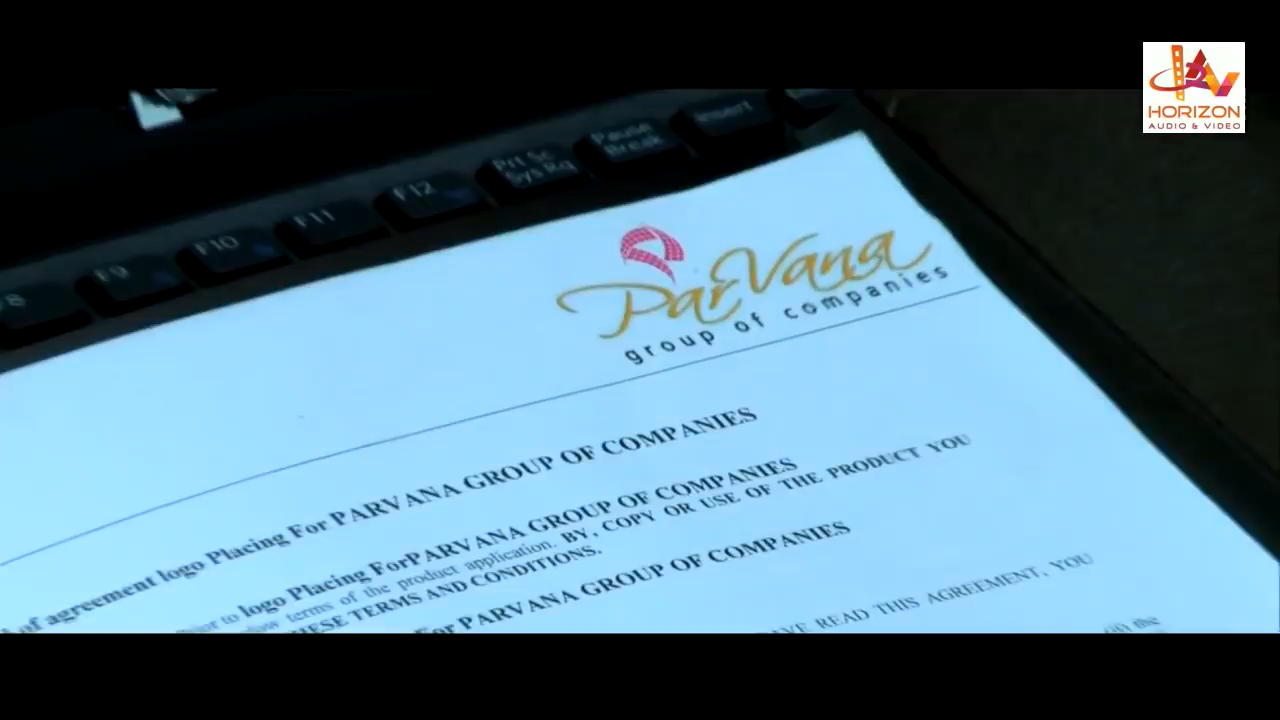 HORIZON
AUDIO & VIDEO
Insert
Pause
Break
Prt Sc
Sys Rq
F12
F11
F10
F9
F8
ParVana
group of companies
of agreement logo Placing For PARVANA GROUP OF COMPANIES
to logo Placing ForPARVANA GROUP OF COMPANIES
terms of the product application. BY, COPY OR USE OF THE PRODUCT YOU
THESE TERMS AND CONDITIONS.
For PARVANA GROUP OF COMPANIES
HAVE READ THIS AGREEMENT, YOU
the